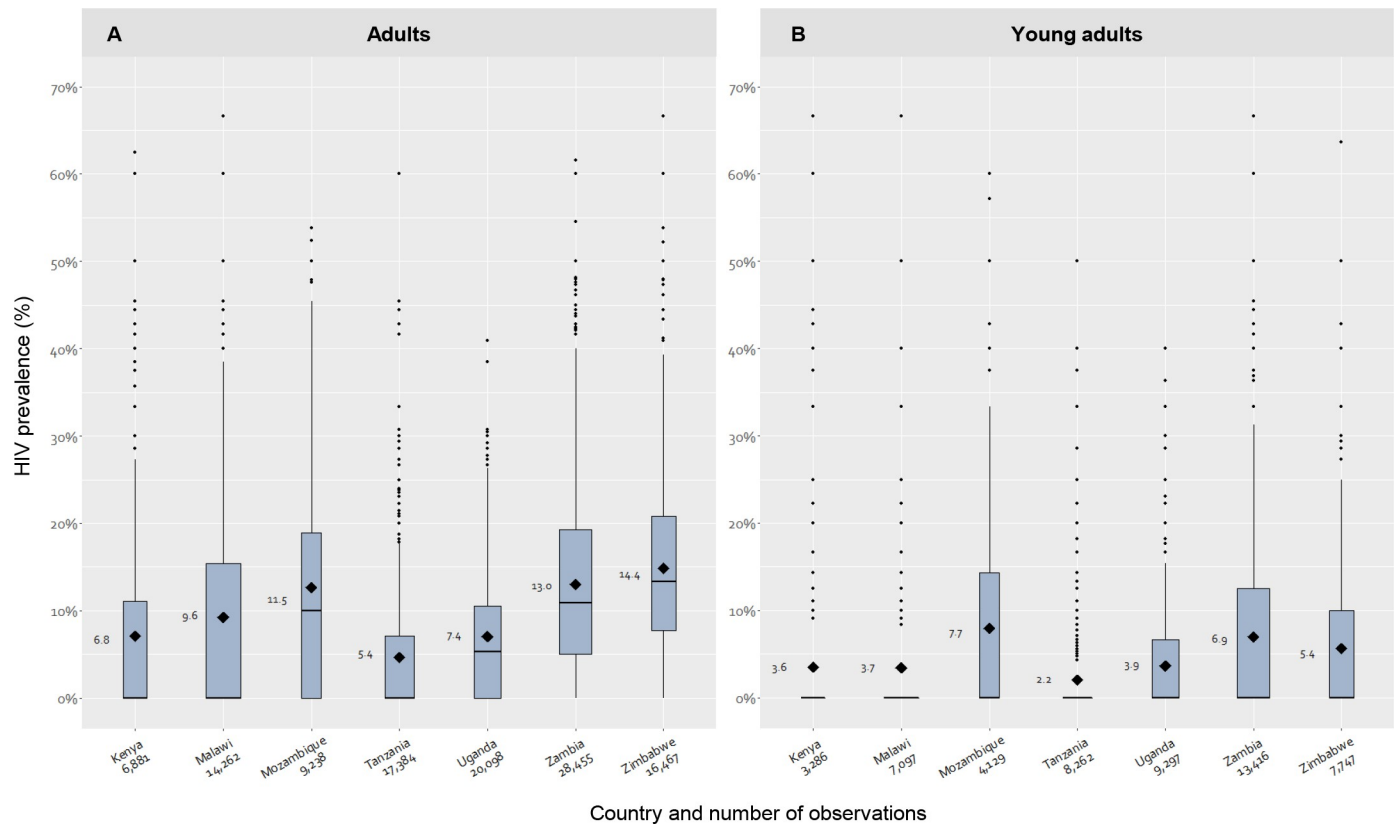 A Adults
B Young adults
HIV prevalence (%)
70%
60%
50%
40%
30%
20%
10%
0%
6.8
9.6
11.5
5.4
7.4
13.0
14.4
Kenya
6,881
Malawi
14,262
Mozambique
9,238
Tanzania
17,384
Uganda
20,098
Zambia
28,455
Zimbabwe
16,467
70%
60%
50%
40%
30%
20%
10%
0%
3.6
3.7
7.7
2.2
3.9
6.9
5.4
Kenya
3,286
Malawi
7,097
Mozambique
4,129
Tanzania
8,262
Uganda
9,297
Zambia
13,416
Zimbabwe
7,747
Country and number of observations